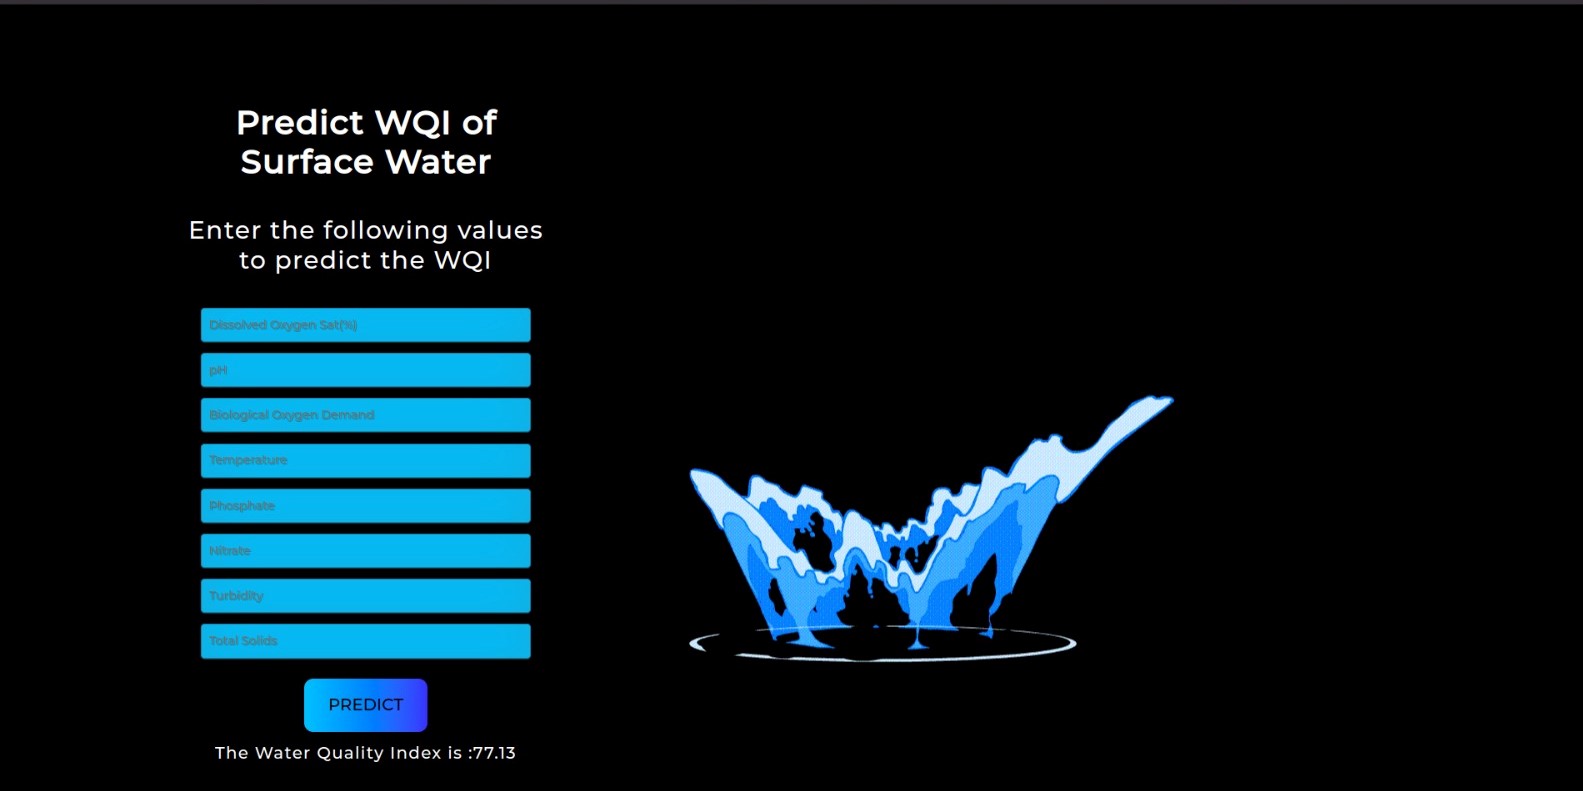 Predict WQI of
Surface Water
Enter the following values
to predict the WQI
Dissolved Oxygen Sat(%)
pH
Biological Oxygen Demand
Temperature
Phosphate
Nitrate
Turbidity
Total Solids
PREDICT
The Water Quality Index is :77.13